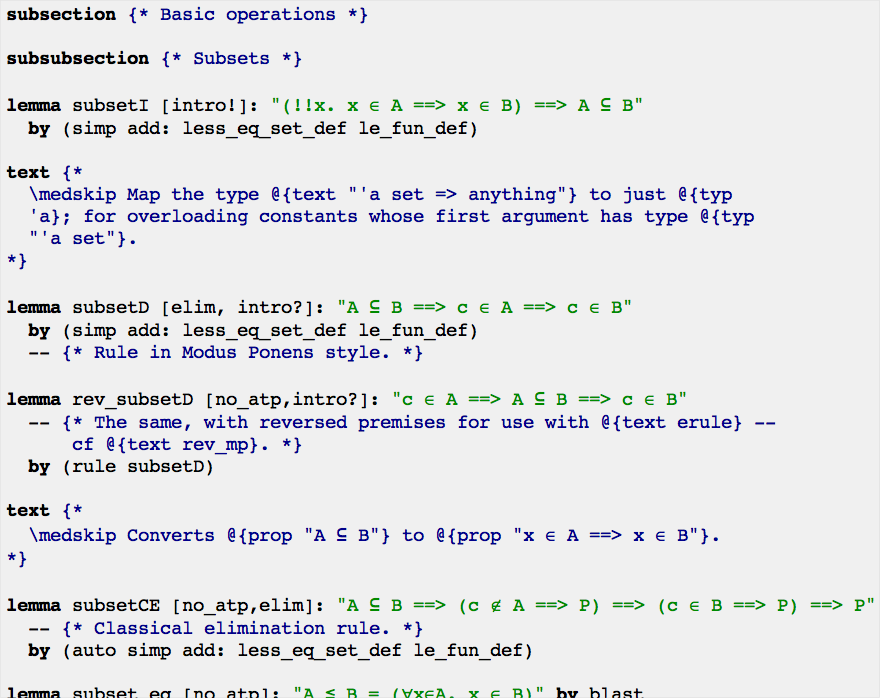 subsection {* Basic operations *}
subsubsection {* Subsets *}
lemma subsetI [intro!]: "(!!x. x ∈ A ==> x ∈ B) ==> A ⊆ B"
by (simp add: less_eq_set_def le_fun_def)
text {*
\medskip Map the type @{text "'a set => anything"} to just @{typ
'a}; for overloading constants whose first argument has type @{typ
"'a set"}.
*}
lemma subsetD [elim, intro?]: "A ⊆ B ==> c ∈ A ==> c ∈ B"
by (simp add: less_eq_set_def le_fun_def)
-- {* Rule in Modus Ponens style. *}
lemma rev_subsetD [no_atp,intro?]: "c ∈ A ==> A ⊆ B ==> c ∈ B"
-- {* The same, with reversed premises for use with @{text erule} --
cf @{text rev_mp}. *}
by (rule subsetD)
text {*
\medskip Converts @{prop "A ⊆ B"} to @{prop "x ∈ A ==> x ∈ B"}.
*}
lemma subsetCE [no_atp,elim]: "A ⊆ B ==> (c ∉ A ==> P) ==> (c ∈ B ==> P) ==> P"
-- {* Classical elimination rule. *}
by (auto simp add: less_eq_set_def le_fun_def)
lemma subset_eq [no_atp]: "A ≤ B = (∀x∈A. x ∈ B)" by blast